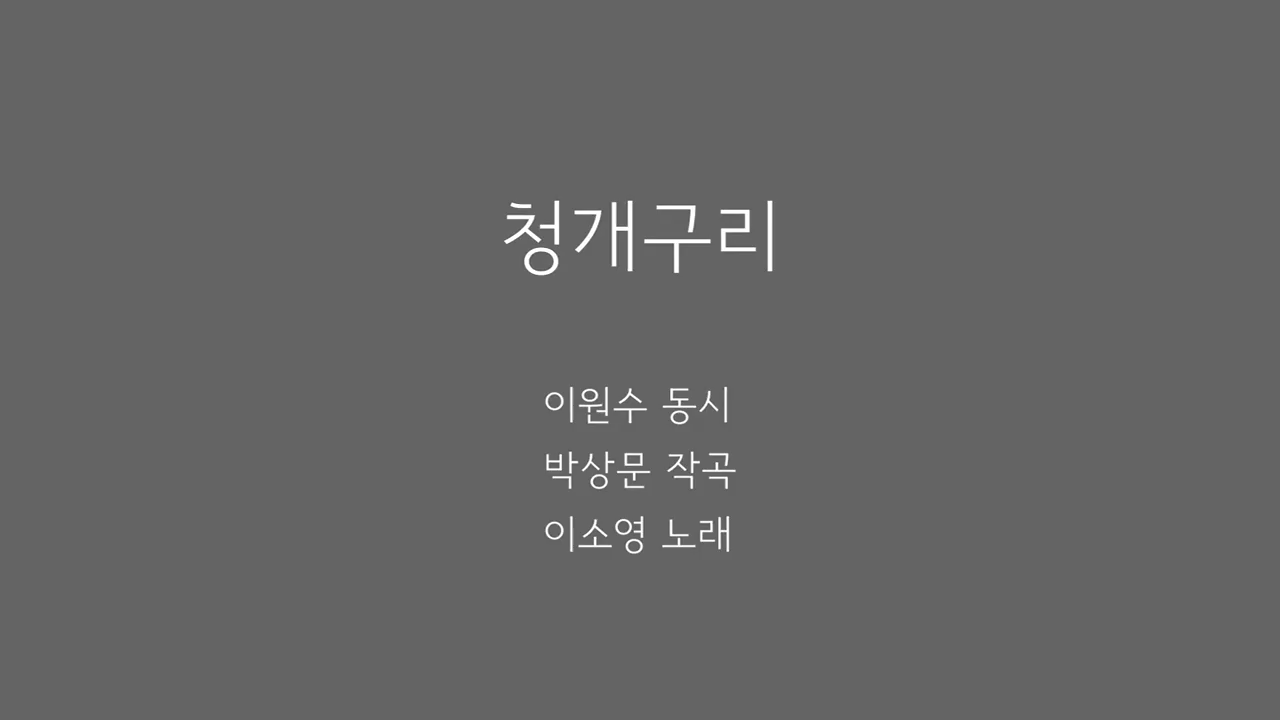 청개구리
이원수 동시
박상문 작곡
이소영 노래